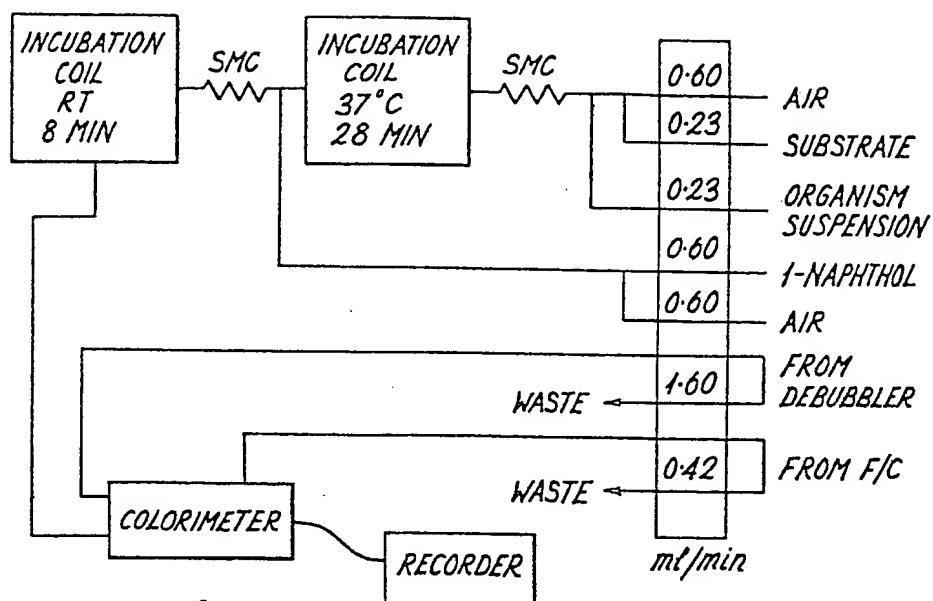 INCUBATION
COIL
RT
8 MIN
SMC
INCUBATION
COIL
37°C
28 MIN
SMC
0·60
AIR
0·23
SUBSTRATE
0·23
ORGANISM
SUSPENSION
0·60
1-NAPHTHOL
0·60
AIR
FROM
DEBUBBLER
1·60
WASTE
0·42
FROM F/C
WASTE
COLORIMETER
RECORDER
ml/min